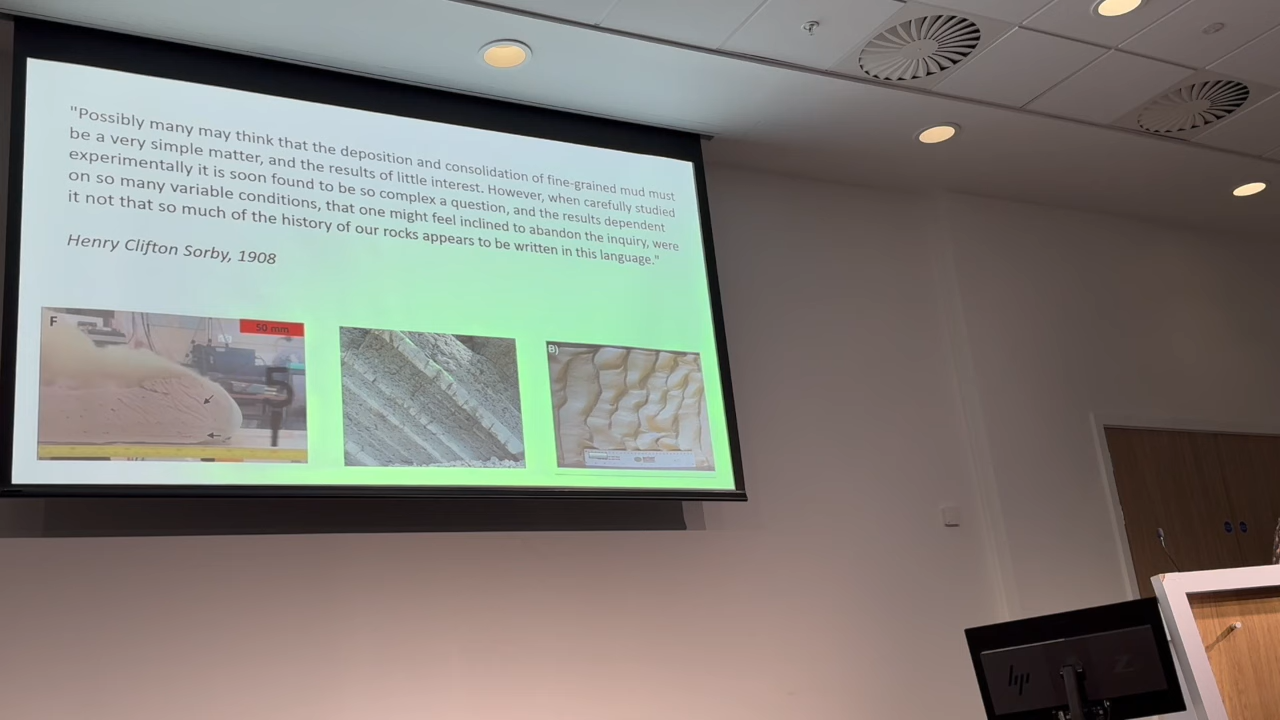 "Possibly many may think that the deposition and consolidation of fine-grained mud must
be a very simple matter, and the results of little interest. However, when carefully studied
experimentally it is soon found to be so complex a question, and the results dependent
on so many variable conditions, that one might feel inclined to abandon the inquiry, were
it not that so much of the history of our rocks appears to be written in this language."
Henry Clifton Sorby, 1908
F
50 mm
B)
hp
Z